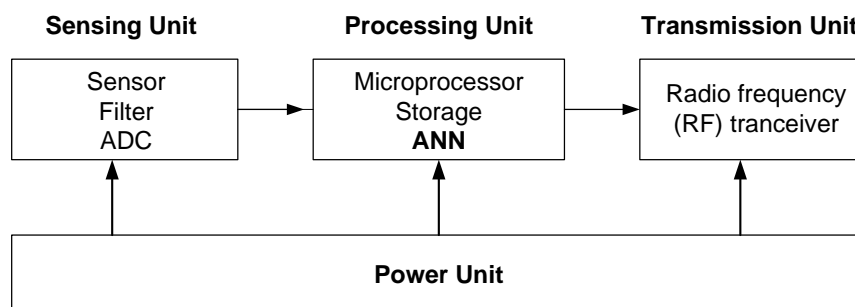 Sensing Unit
Processing Unit
Transmission Unit
Sensor
Filter
ADC
Microprocessor
Storage
ANN
Radio frequency
(RF) tranceiver
Power Unit